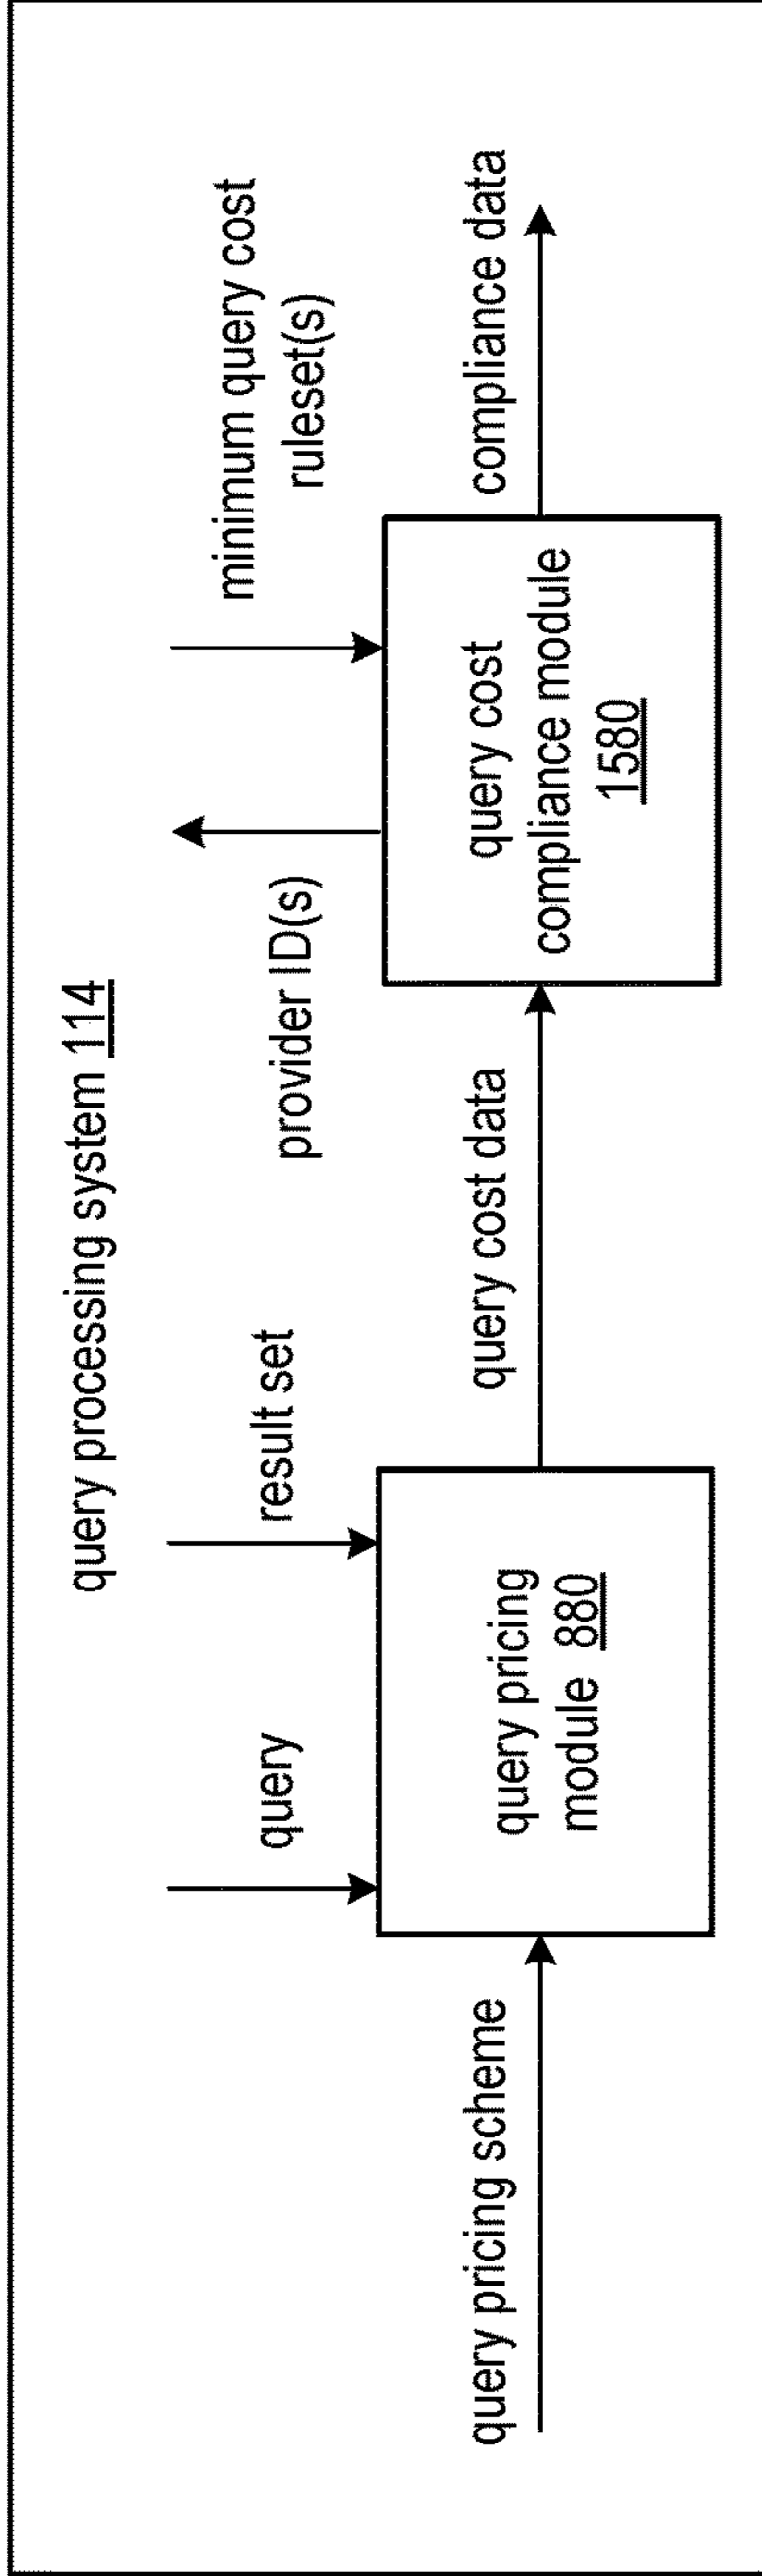 query processing system 114
query
result set
provider ID(s)
minimum query cost
ruleset(s)
query pricing scheme
query pricing
module 880
query cost data
query cost
compliance module
1580
compliance data